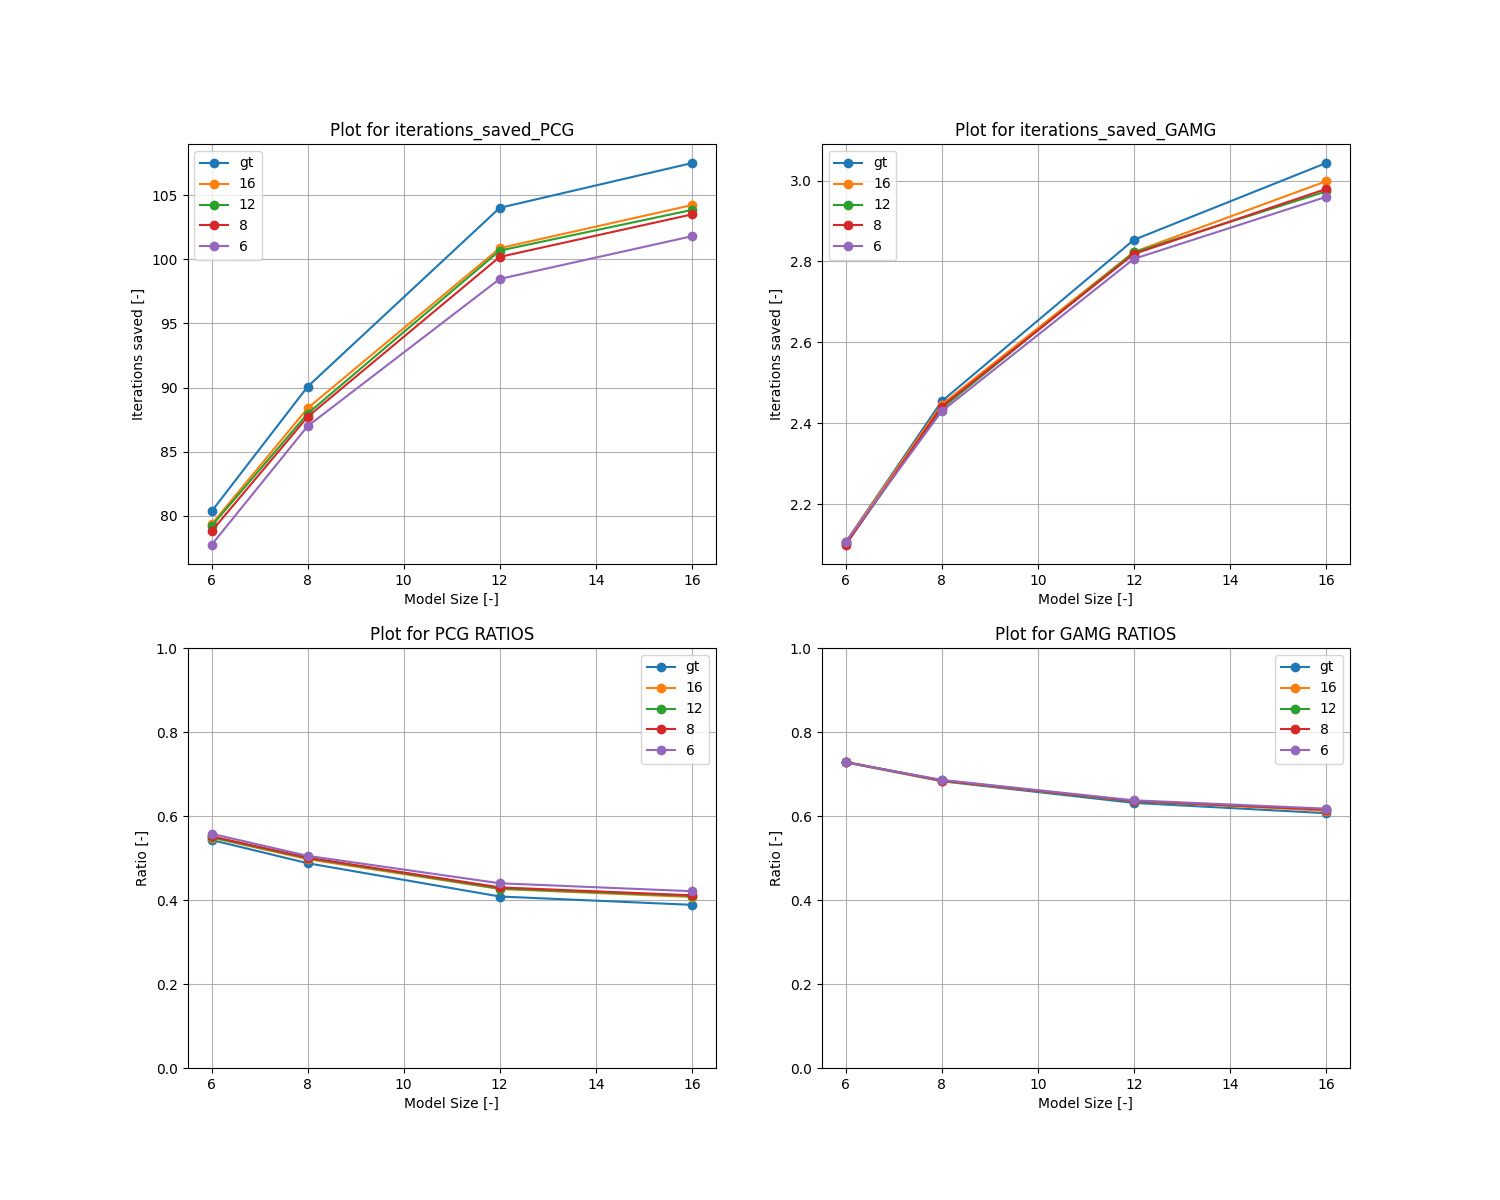 Plot for iterations_saved_PCG
gt
16
12
8
6
105
100
95
90
85
80
Iterations saved [-]
6 8 10 12 14 16
Model Size [-]
Plot for iterations_saved_GAMG
gt
16
12
8
6
3.0
2.8
2.6
2.4
2.2
Iterations saved [-]
6 8 10 12 14 16
Model Size [-]
Plot for PCG RATIOS
gt
16
12
8
6
1.0
0.8
0.6
0.4
0.2
0.0
Ratio [-]
6 8 10 12 14 16
Model Size [-]
Plot for GAMG RATIOS
gt
16
12
8
6
1.0
0.8
0.6
0.4
0.2
0.0
Ratio [-]
6 8 10 12 14 16
Model Size [-]